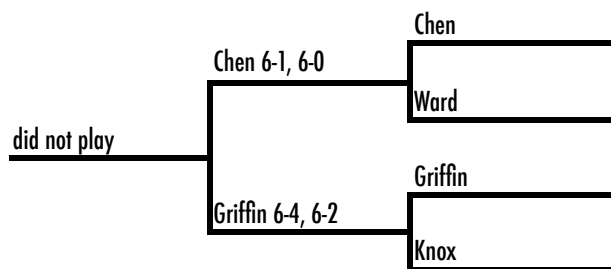 Chen
Chen 6-1, 6-0
Ward
did not play
Griffin
Griffin 6-4, 6-2
Knox